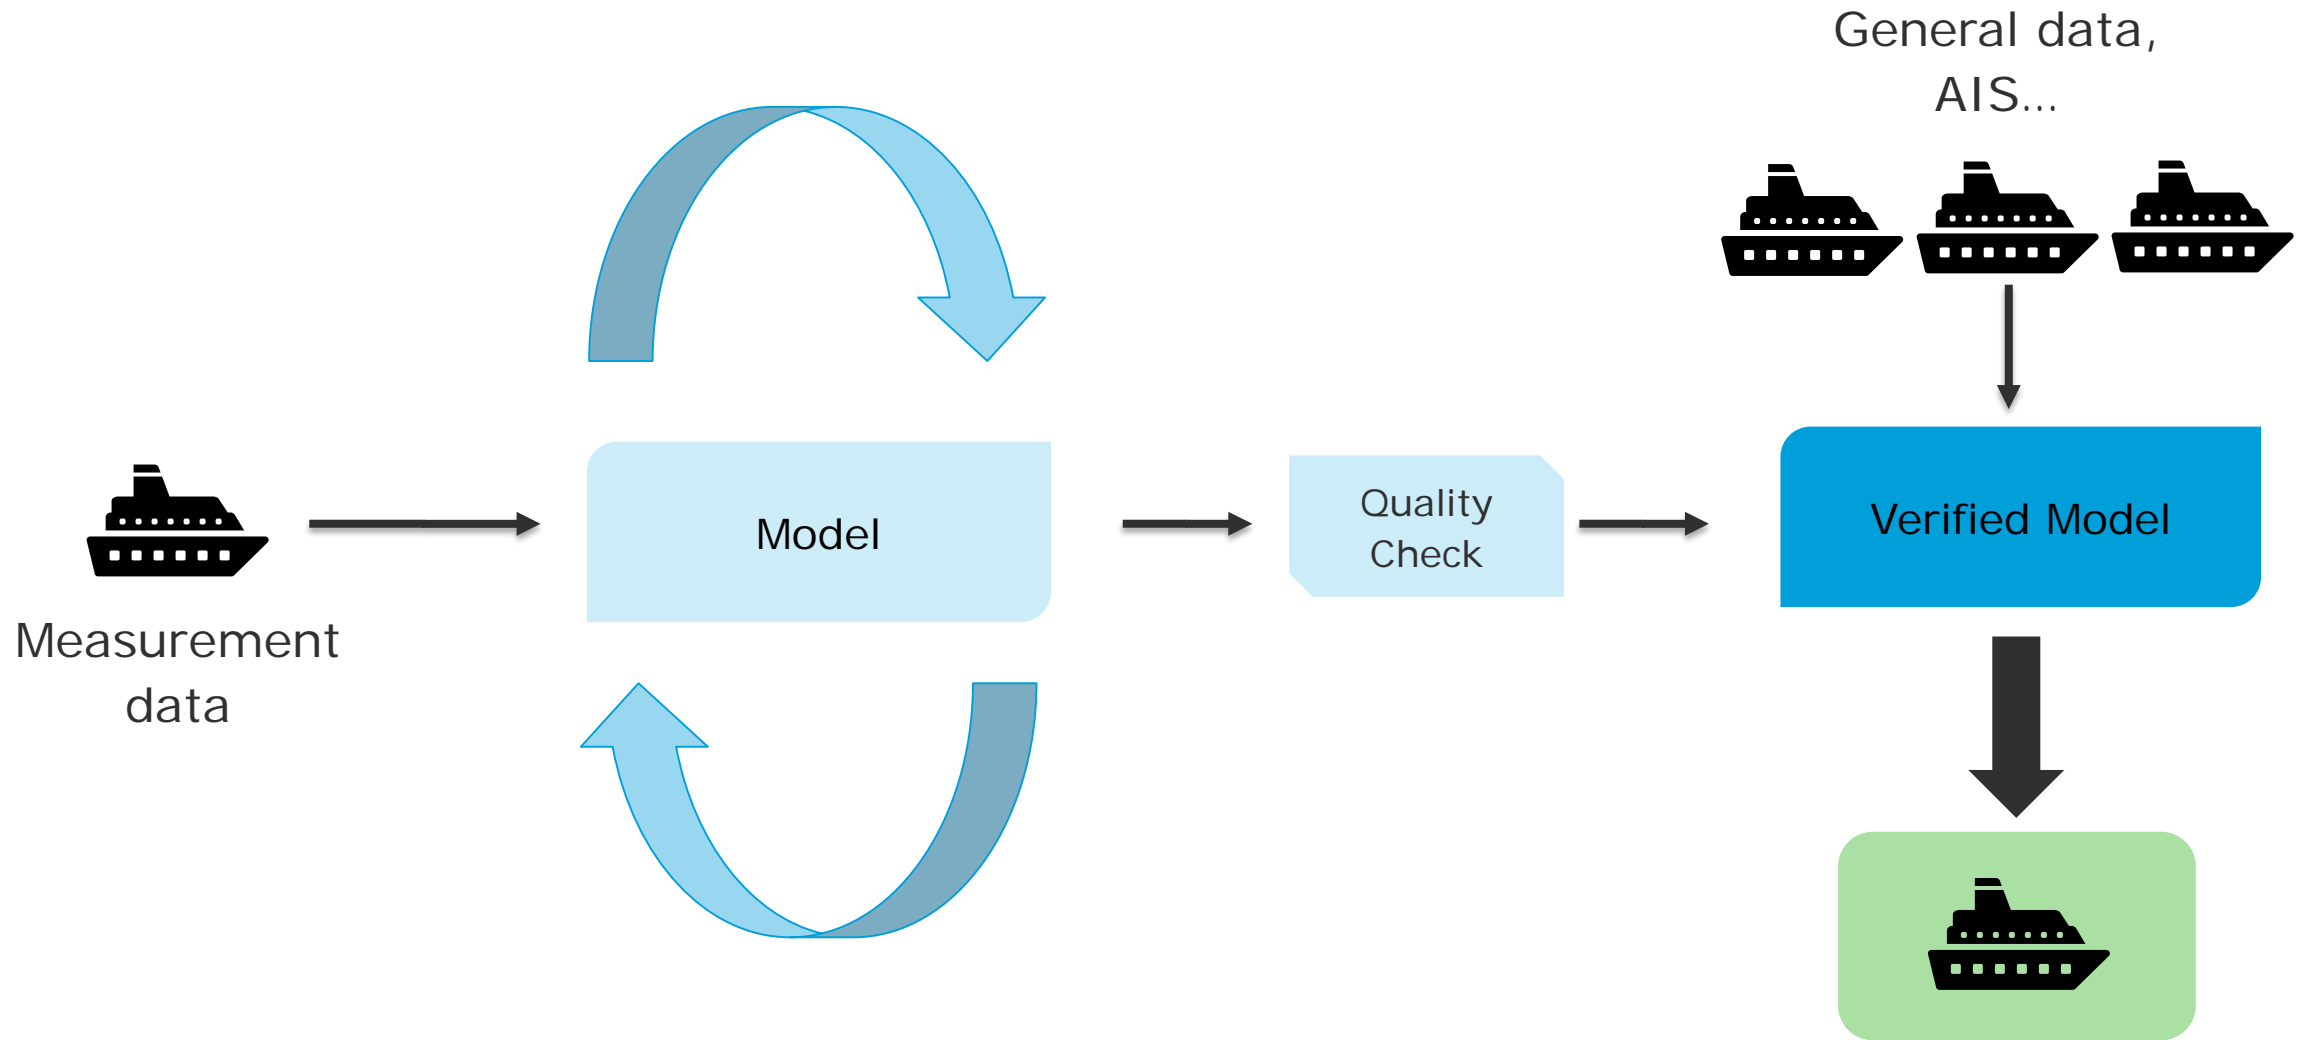 General data,
AIS...
Measurement
data
Model
Quality
Check
Verified Model